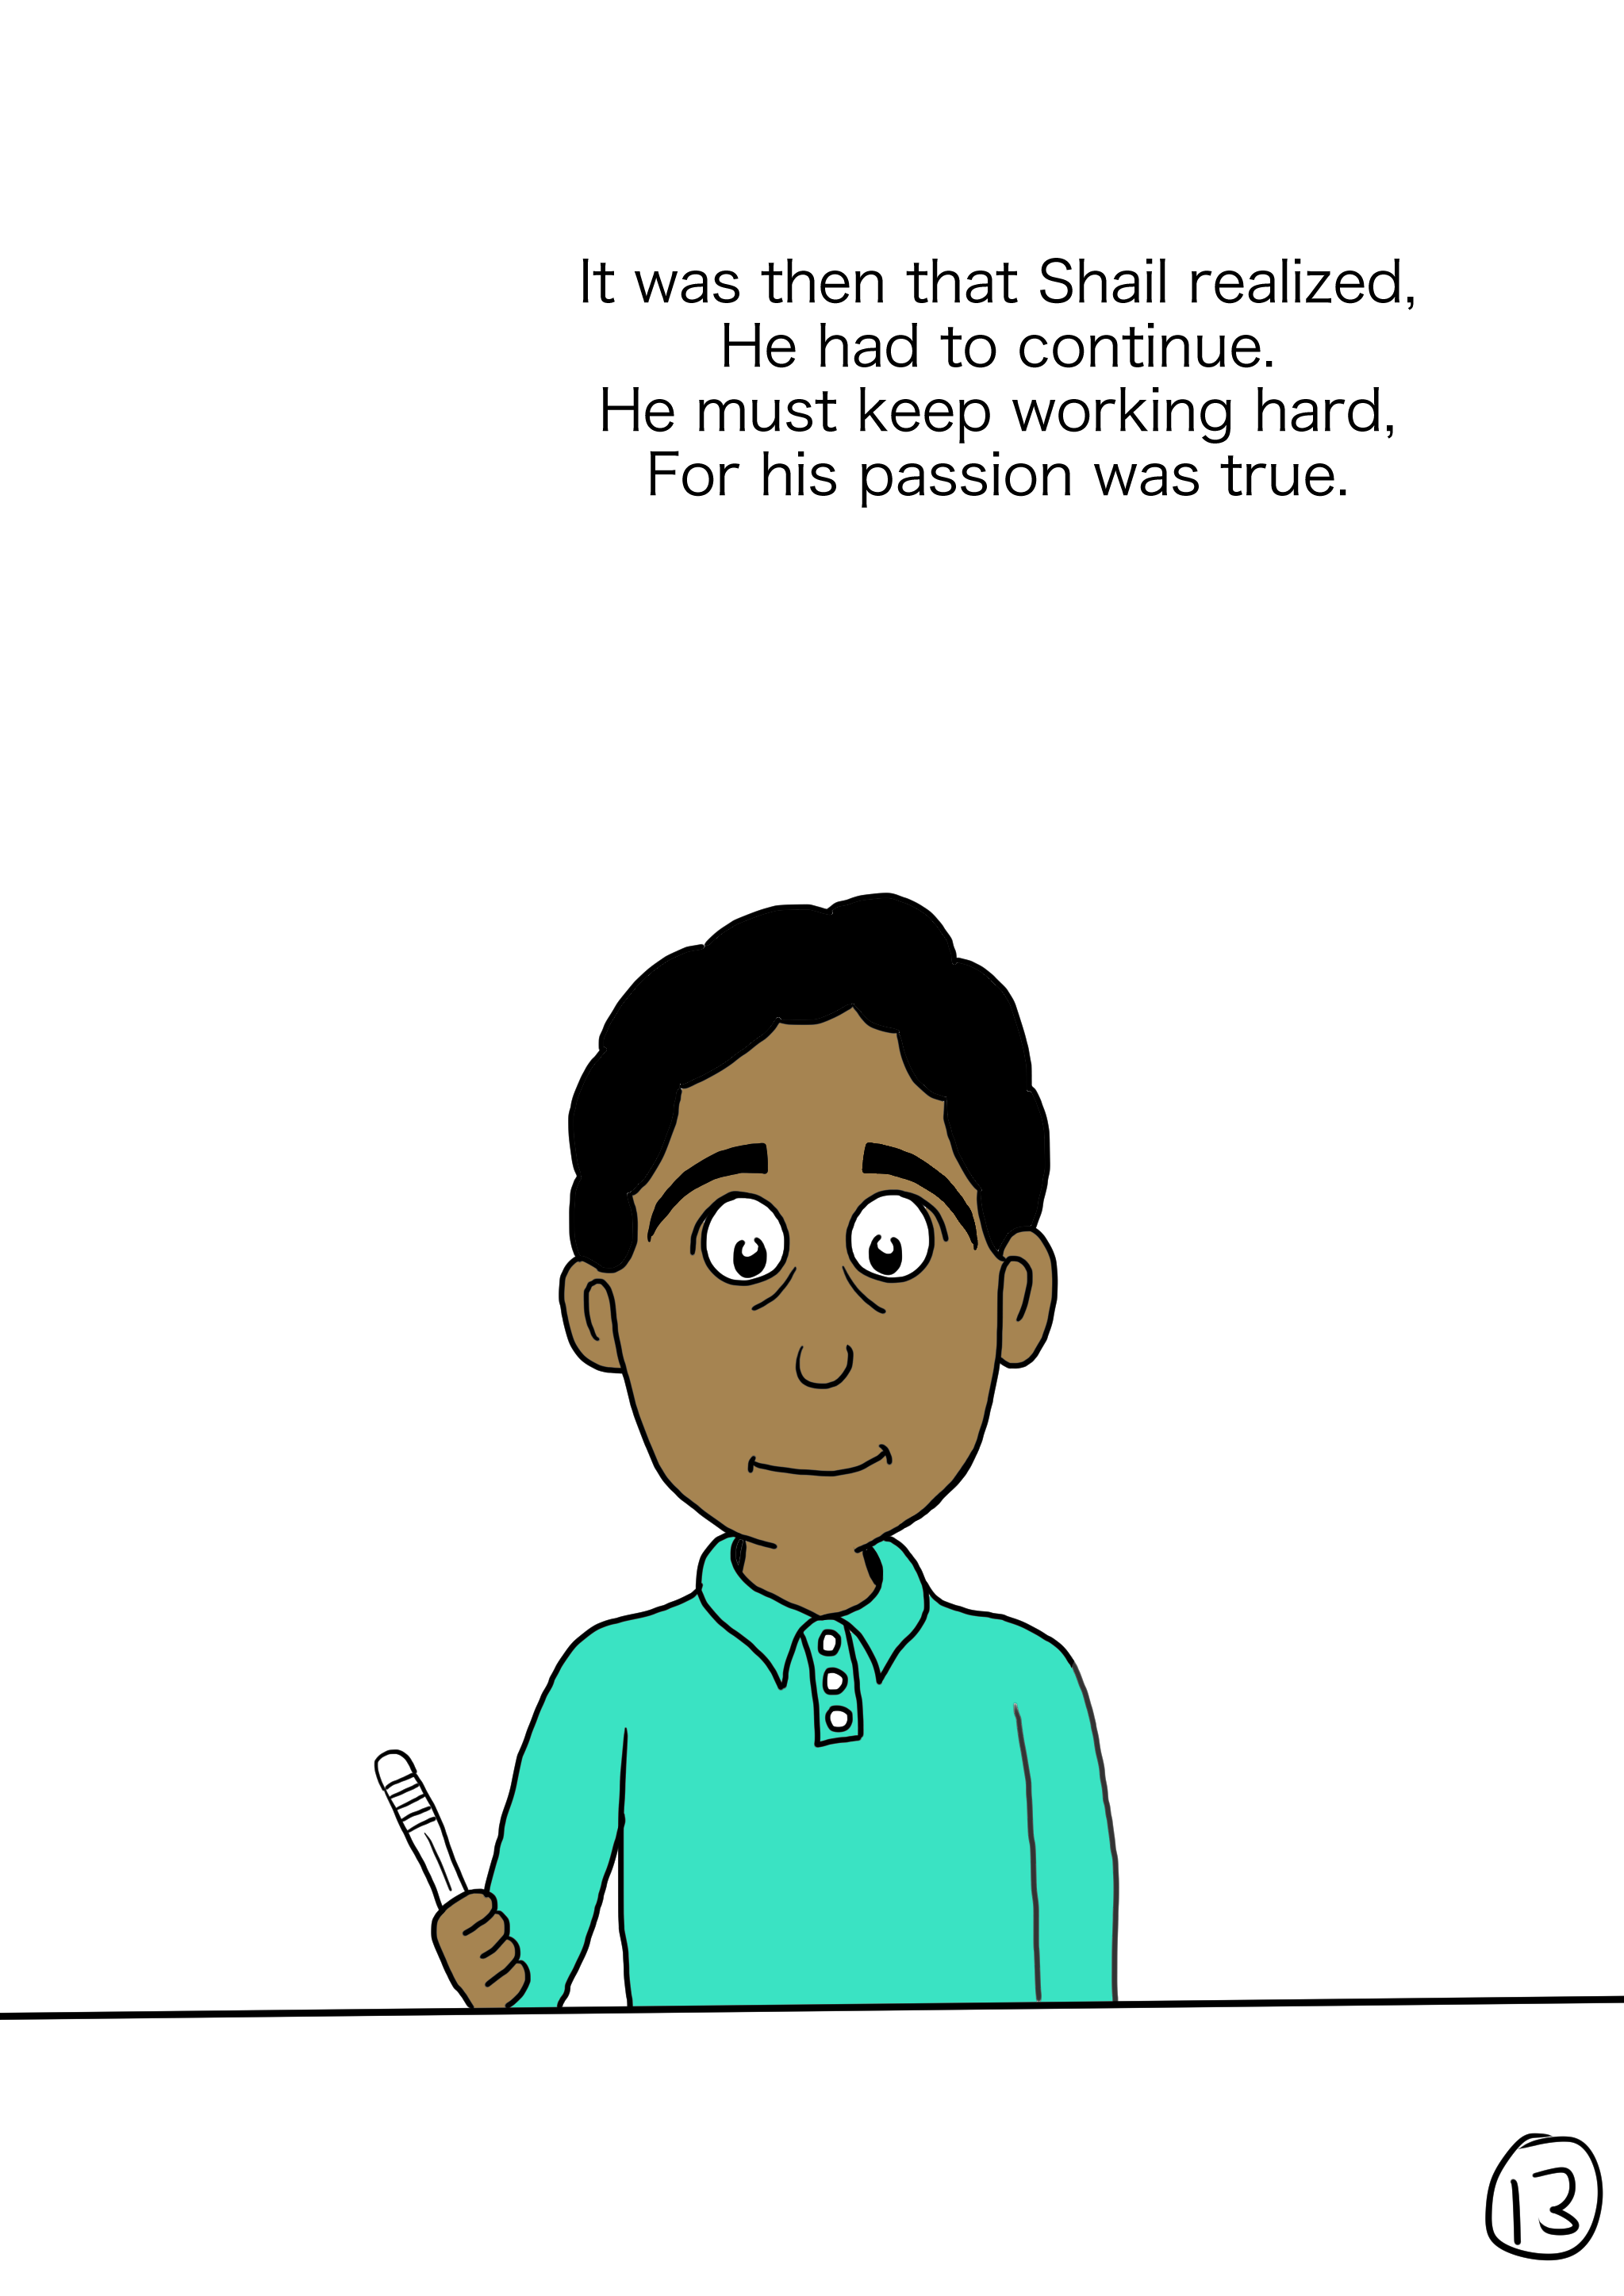 It was then that Shail realized,
He had to continue.
He must keep working hard,
For his passion was true.
13